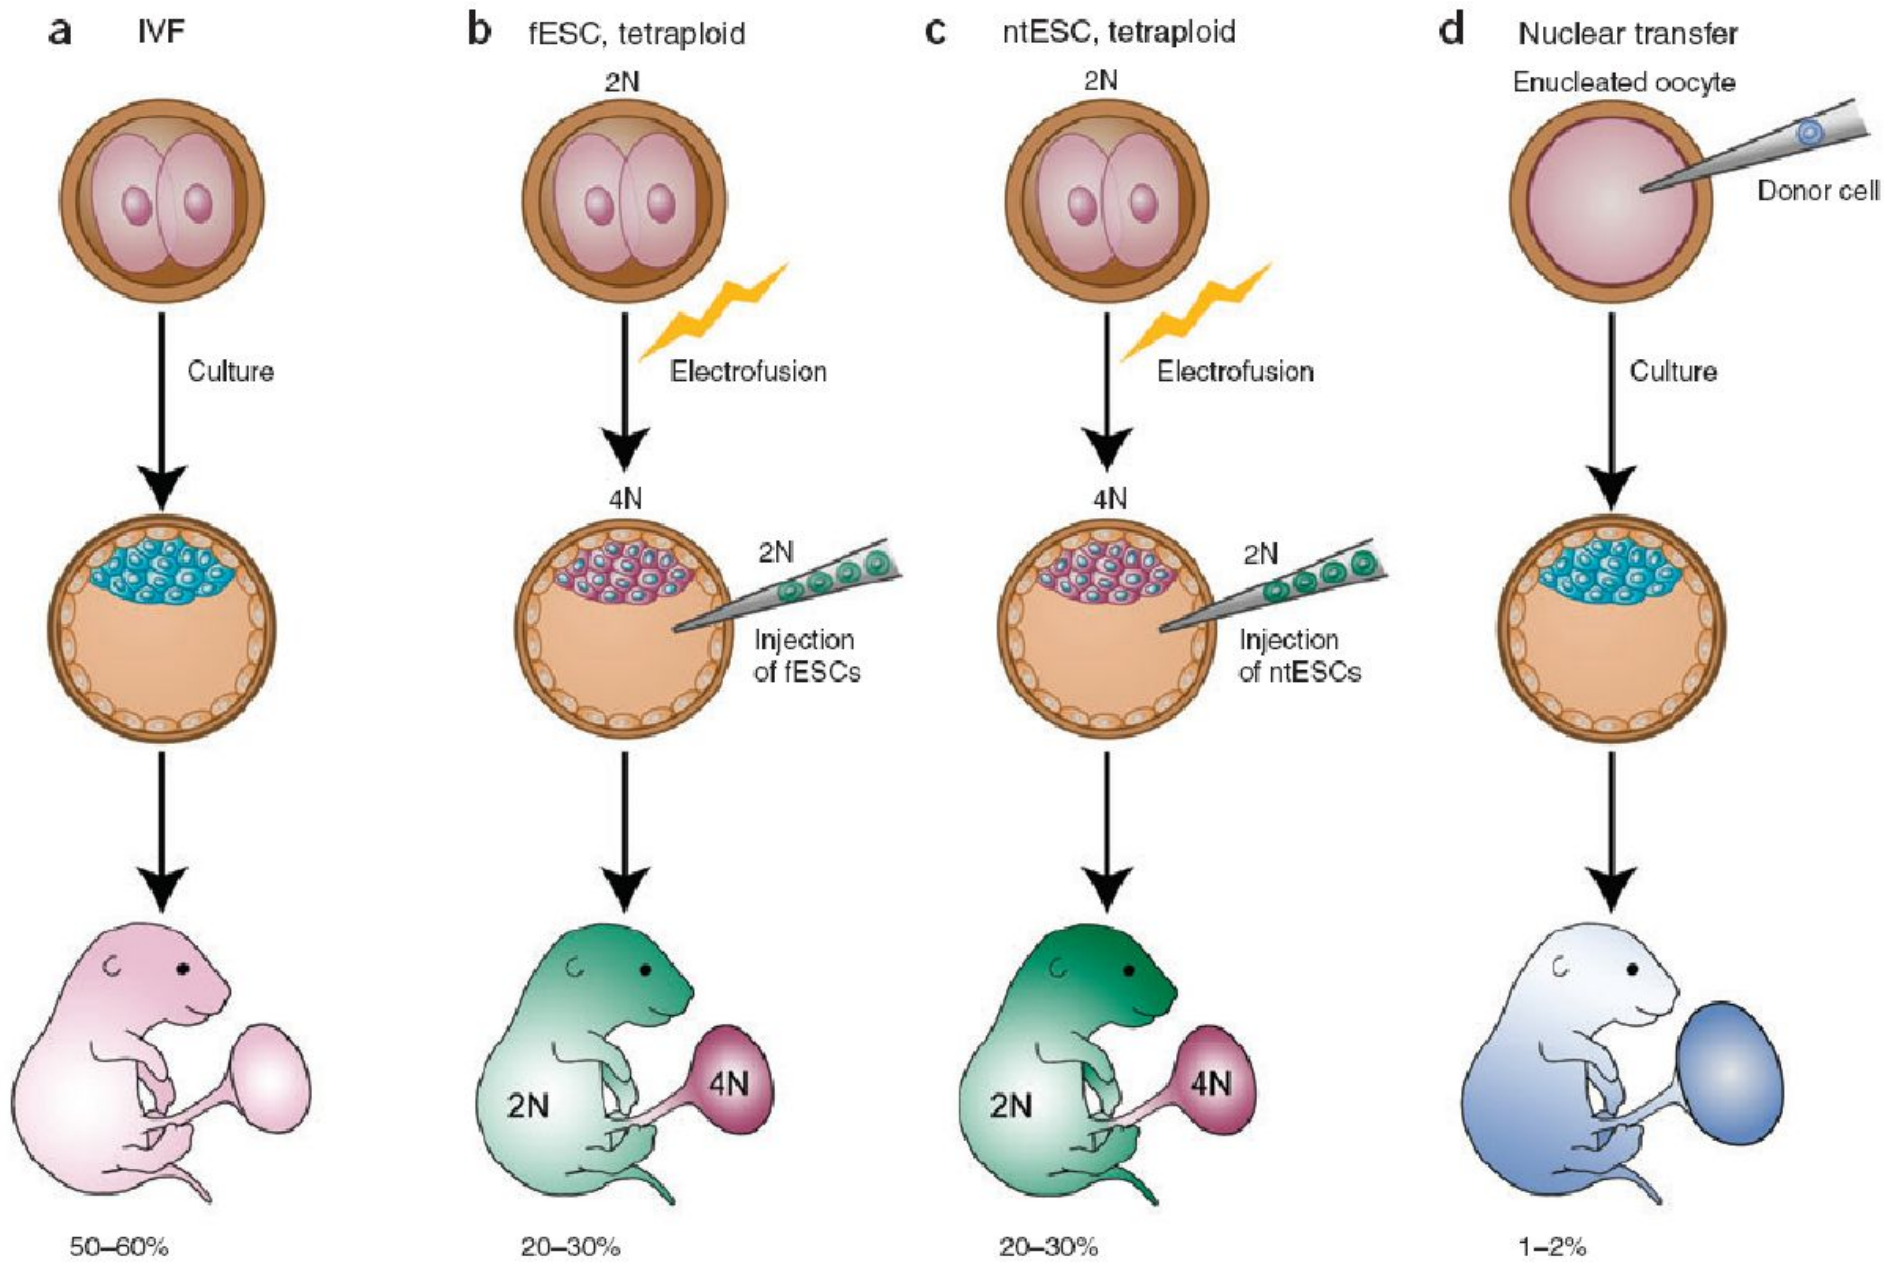 a IVF
50–60%
Culture
b fESC, tetraploid
2N
Electrofusion
4N
2N
Injection
of fESCs
2N
4N
20–30%
c ntESC, tetraploid
2N
Electrofusion
4N
2N
Injection
of ntESCs
2N
4N
20–30%
d Nuclear transfer
Enucleated oocyte
Donor cell
Culture
1–2%